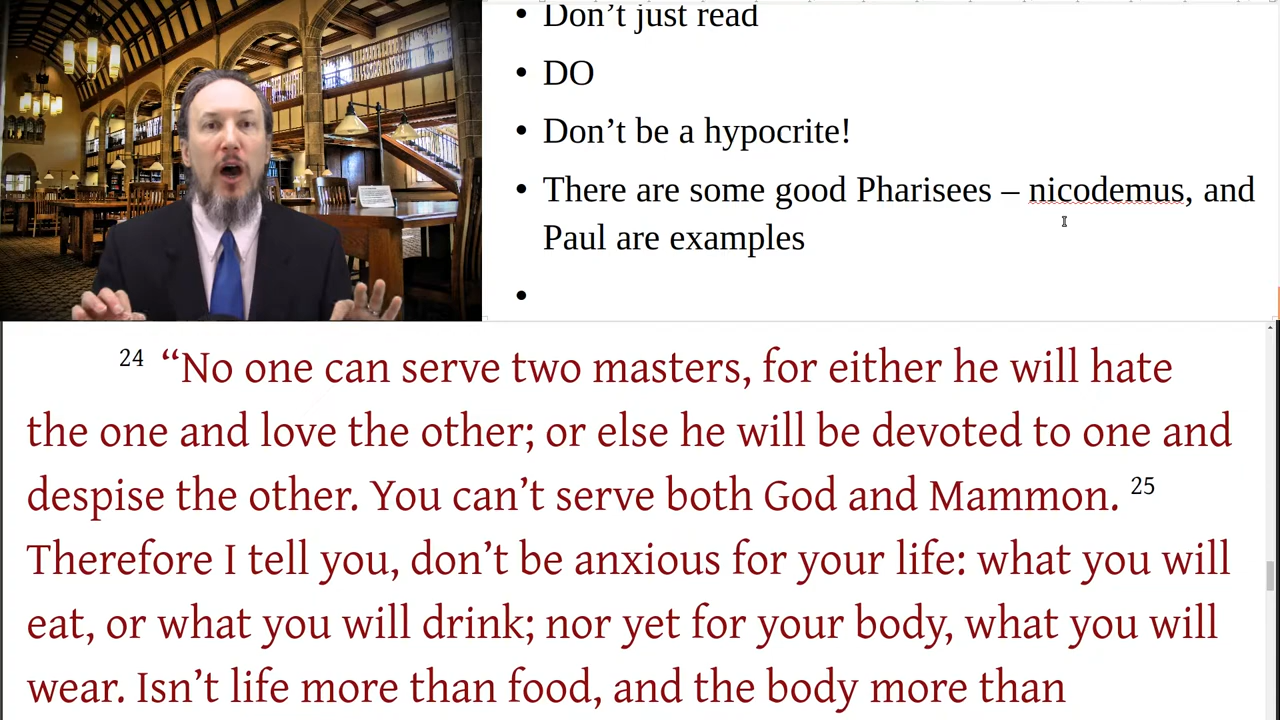 • Don’t just read
• DO
• Don’t be a hypocrite!
• There are some good Pharisees – nicodemus, and
Paul are examples
•
24 “No one can serve two masters, for either he will hate
the one and love the other; or else he will be devoted to one and
despise the other. You can’t serve both God and Mammon. 25
Therefore I tell you, don’t be anxious for your life: what you will
eat, or what you will drink; nor yet for your body, what you will
wear. Isn’t life more than food, and the body more than